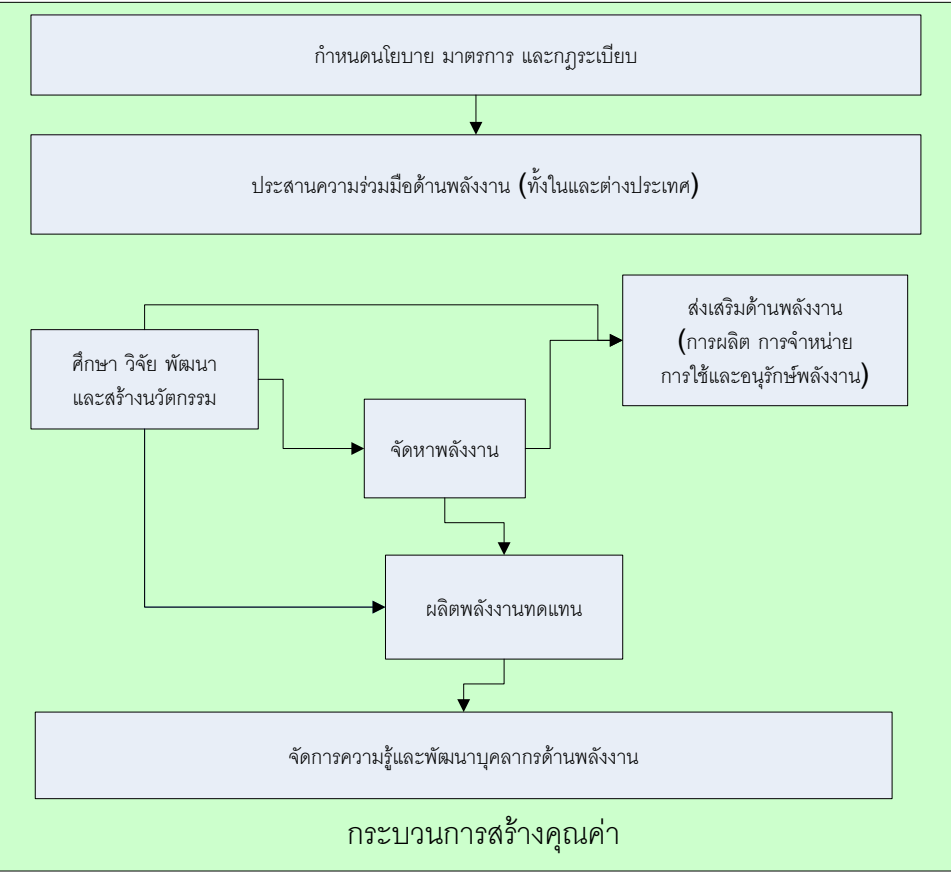 กำหนดนโยบาย มาตรการ และกฎระเบียบ
ประสานความร่วมมือด้านพลังงาน (ทั้งในและต่างประเทศ)
ส่งเสริมด้านพลังงาน
(การผลิต การจำหน่าย
การใช้และอนุรักษ์พลังงาน)
ศึกษา วิจัย พัฒนา
และสร้างนวัตกรรม
จัดหาพลังงาน
ผลิตพลังงานทดแทน
จัดการความรู้และพัฒนาบุคลากรด้านพลังงาน
กระบวนการสร้างคุณค่า